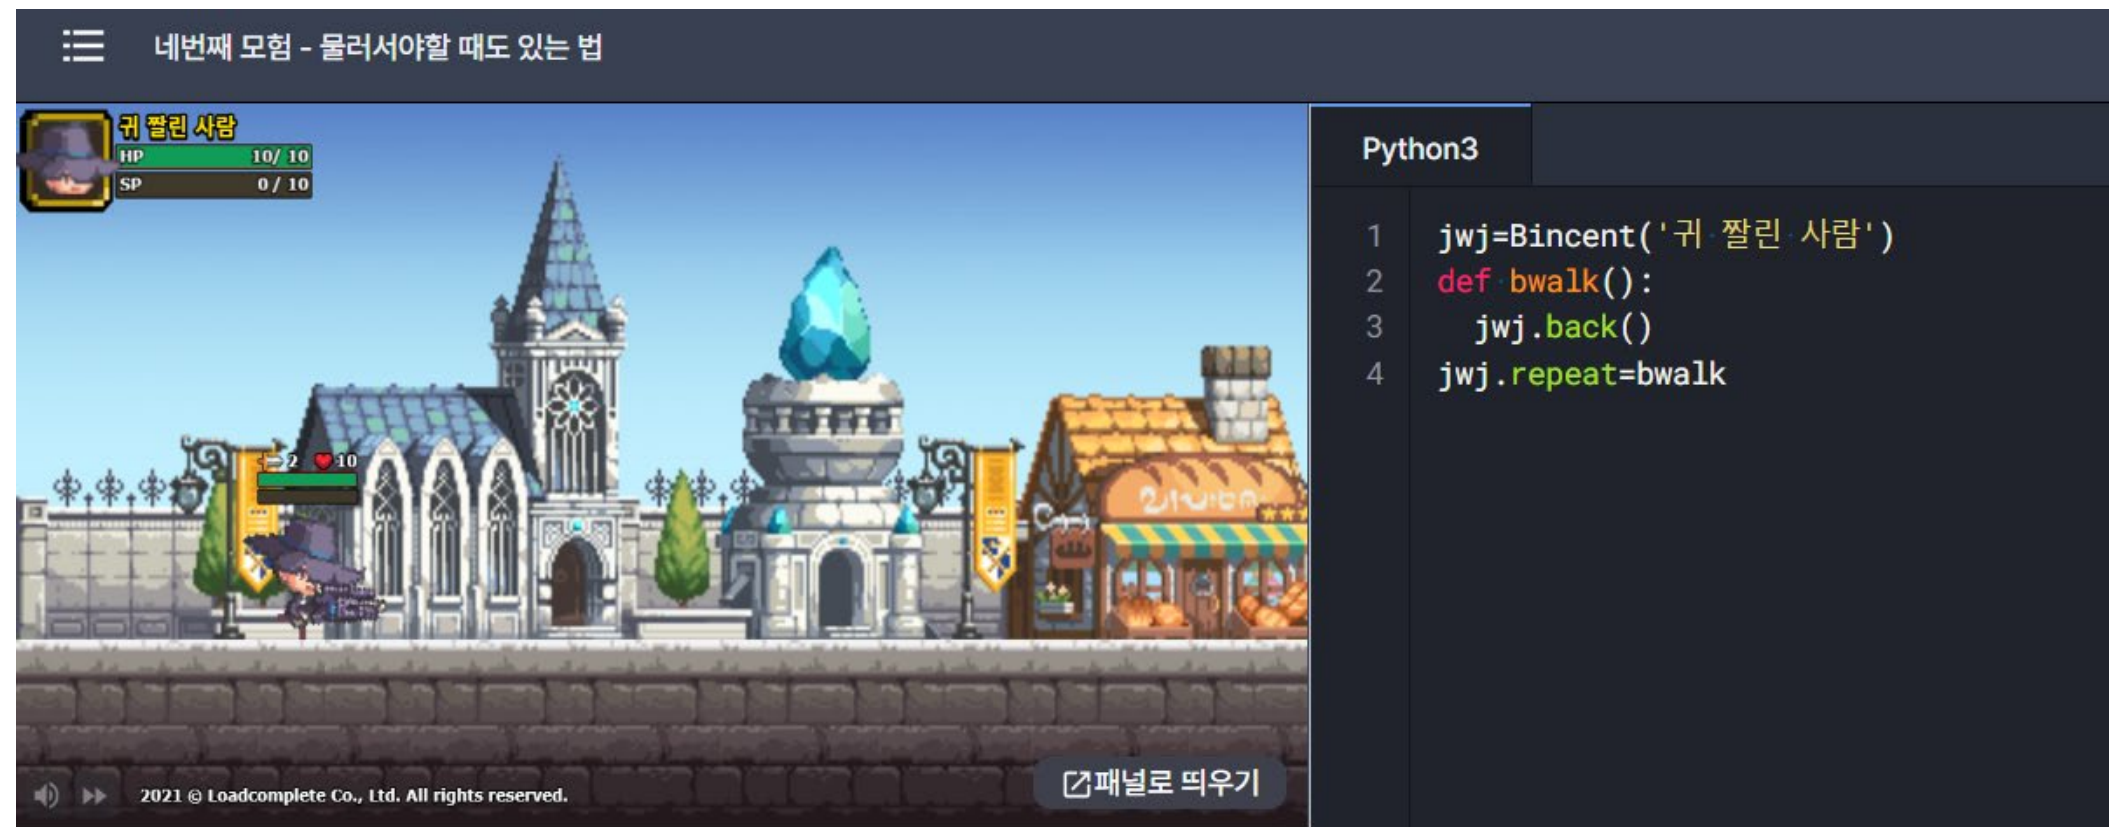 네번째 모험 - 물러서야할 때도 있는 법
귀 짤린 사람
HP 10/ 10
SP 0 / 10
2 10
패널로 띄우기
2021 © Loadcomplete Co., Ltd. All rights reserved.
Python3
1 jwj=Bincent('귀 짤린 사람')
2 def bwalk():
3 jwj.back()
4 jwj.repeat=bwalk